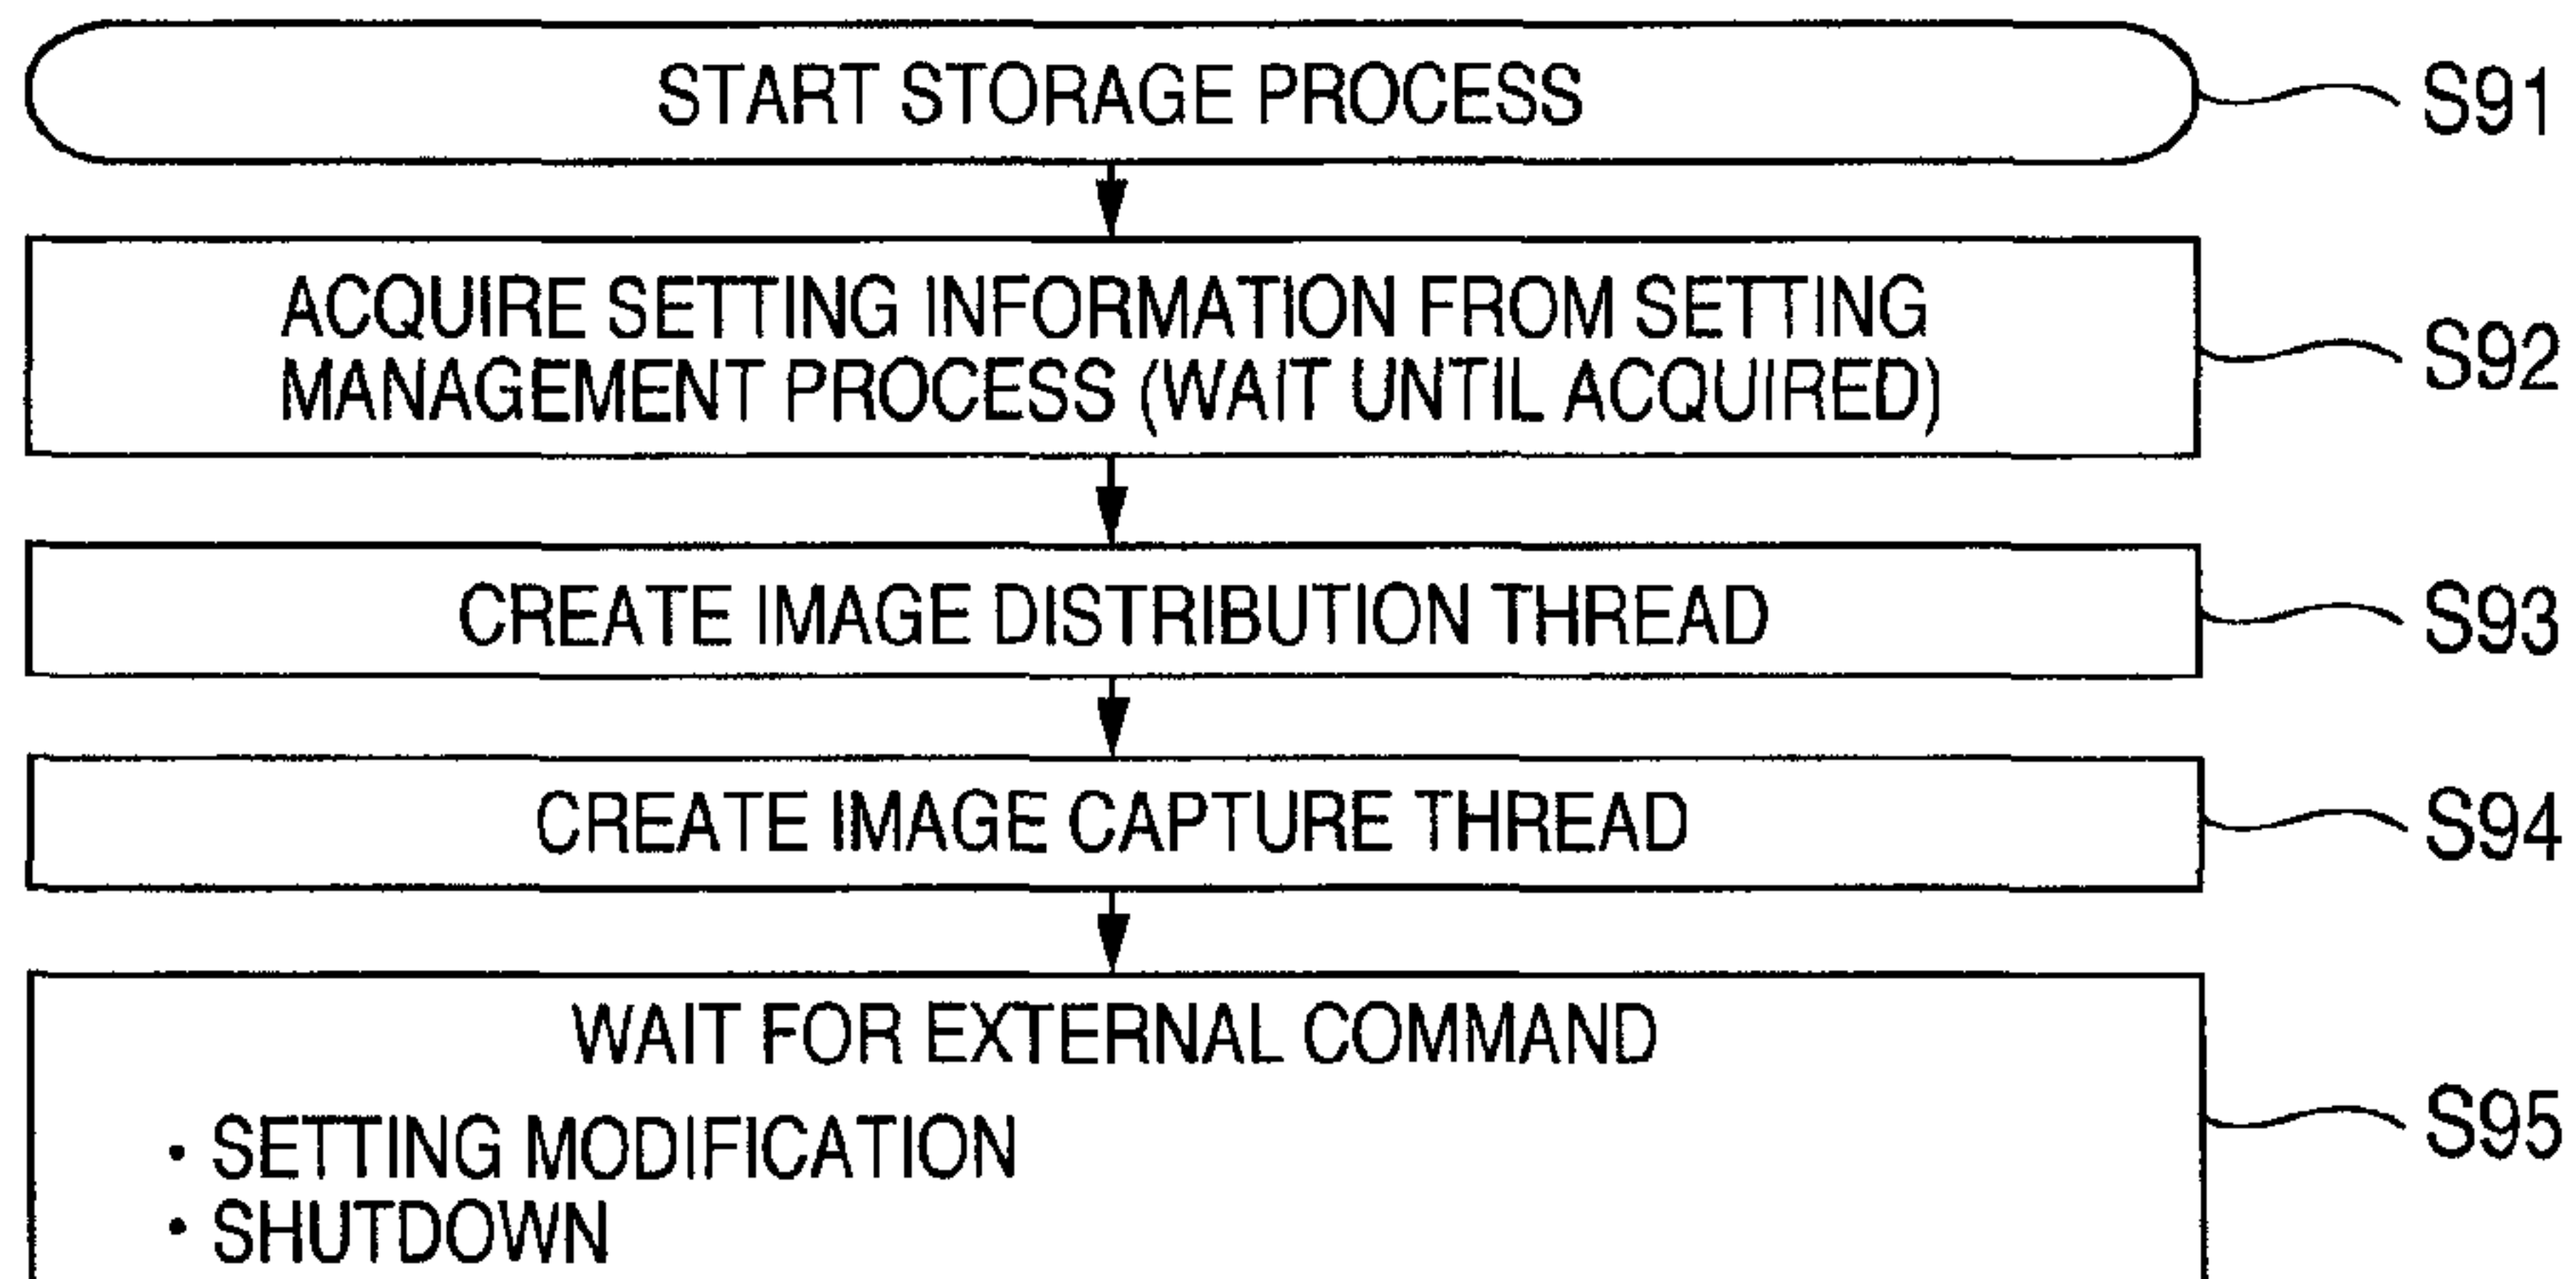 START STORAGE PROCESS
S91
ACQUIRE SETTING INFORMATION FROM SETTING
MANAGEMENT PROCESS (WAIT UNTIL ACQUIRED)
S92
CREATE IMAGE DISTRIBUTION THREAD
S93
CREATE IMAGE CAPTURE THREAD
S94
WAIT FOR EXTERNAL COMMAND
S95
• SETTING MODIFICATION
• SHUTDOWN